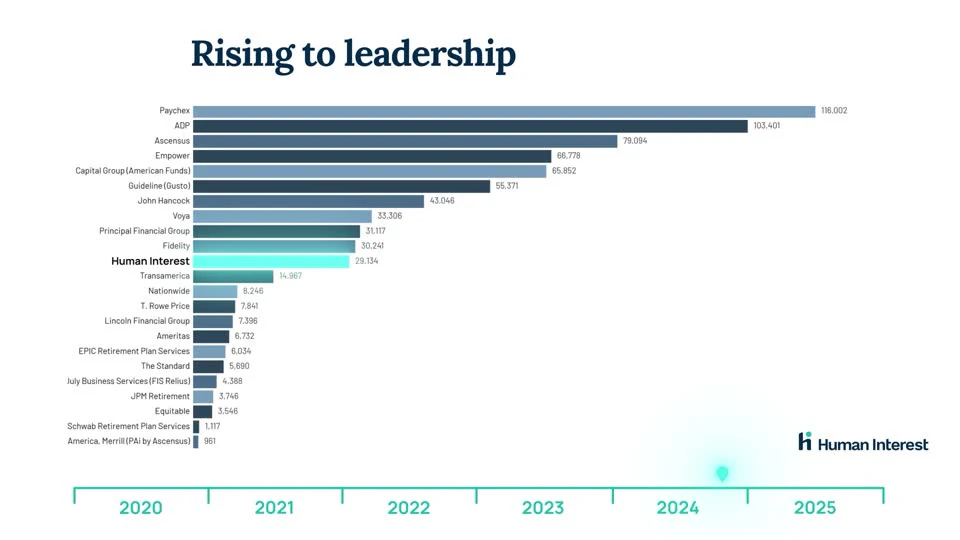 Rising to leadership
Paychex 116,002
ADP 103,401
Ascensus 79,094
Empower 66,778
Capital Group (American Funds) 65,852
Guideline (Gusto) 55,371
John Hancock 43,046
Voya 33,306
Principal Financial Group 31,117
Fidelity 30,241
Human Interest 29,134
Transamerica 14,967
Nationwide 8,246
T. Rowe Price 7,841
Lincoln Financial Group 7,396
Ameritas 6,732
EPIC Retirement Plan Services 6,034
The Standard 5,690
July Business Services (FIS Relius) 4,388
JPM Retirement 3,746
Equitable 3,546
Schwab Retirement Plan Services 1,117
America, Merrill (PAi by Ascensus) 961
hi Human Interest
2020 2021 2022 2023 2024 2025